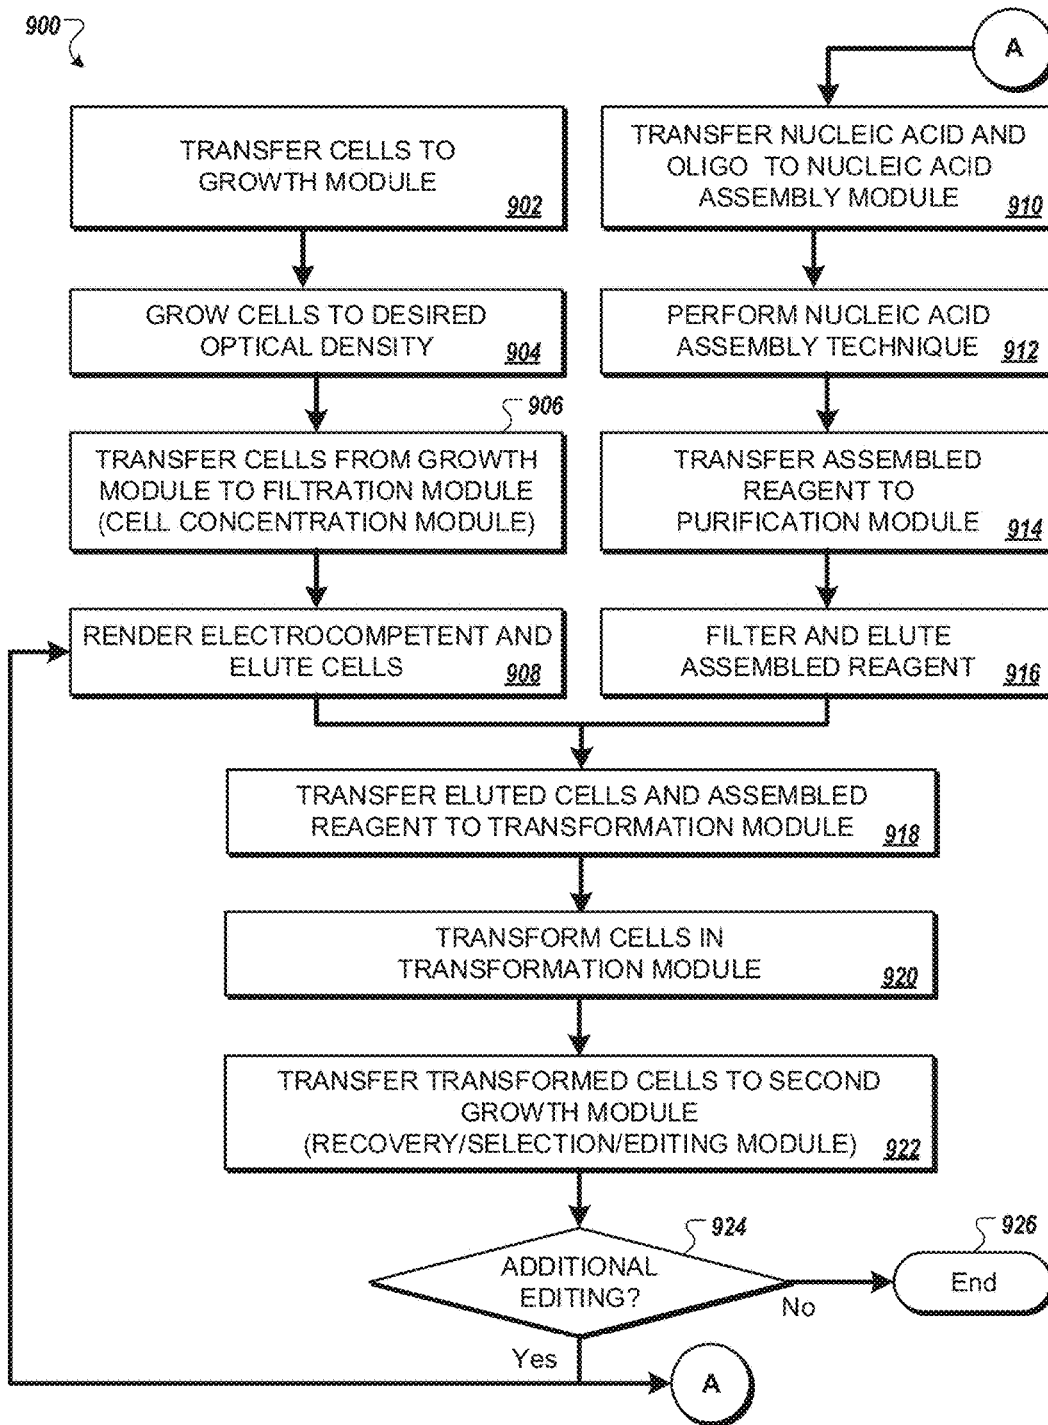 900
A
TRANSFER CELLS TO
GROWTH MODULE
902
GROW CELLS TO DESIRED
OPTICAL DENSITY
904
906
TRANSFER CELLS FROM GROWTH
MODULE TO FILTRATION MODULE
(CELL CONCENTRATION MODULE)
RENDER ELECTROCOMPETENT AND
ELUTE CELLS
908
TRANSFER NUCLEIC ACID AND
OLIGO TO NUCLEIC ACID
ASSEMBLY MODULE
910
PERFORM NUCLEIC ACID
ASSEMBLY TECHNIQUE
912
TRANSFER ASSEMBLED
REAGENT TO
PURIFICATION MODULE
914
FILTER AND ELUTE
ASSEMBLED REAGENT
916
TRANSFER ELUTED CELLS AND ASSEMBLED
REAGENT TO TRANSFORMATION MODULE
918
TRANSFORM CELLS IN
TRANSFORMATION MODULE
920
TRANSFER TRANSFORMED CELLS TO SECOND
GROWTH MODULE
(RECOVERY/SELECTION/EDITING MODULE)
922
924
ADDITIONAL
EDITING?
No
926
End
Yes
A